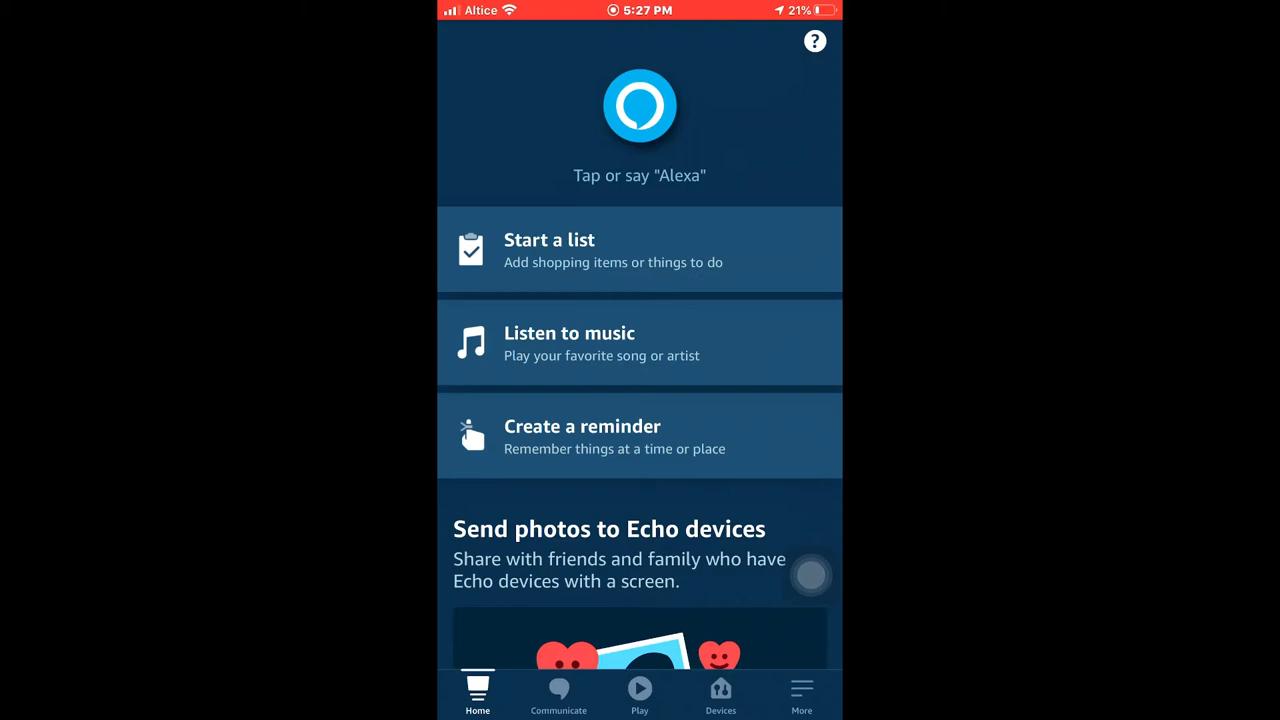 Altice 5:27 PM 21%
?
Tap or say "Alexa"
Start a list
Add shopping items or things to do
Listen to music
Play your favorite song or artist
Create a reminder
Remember things at a time or place
Send photos to Echo devices
Share with friends and family who have
Echo devices with a screen.
Home Communicate Play Devices More